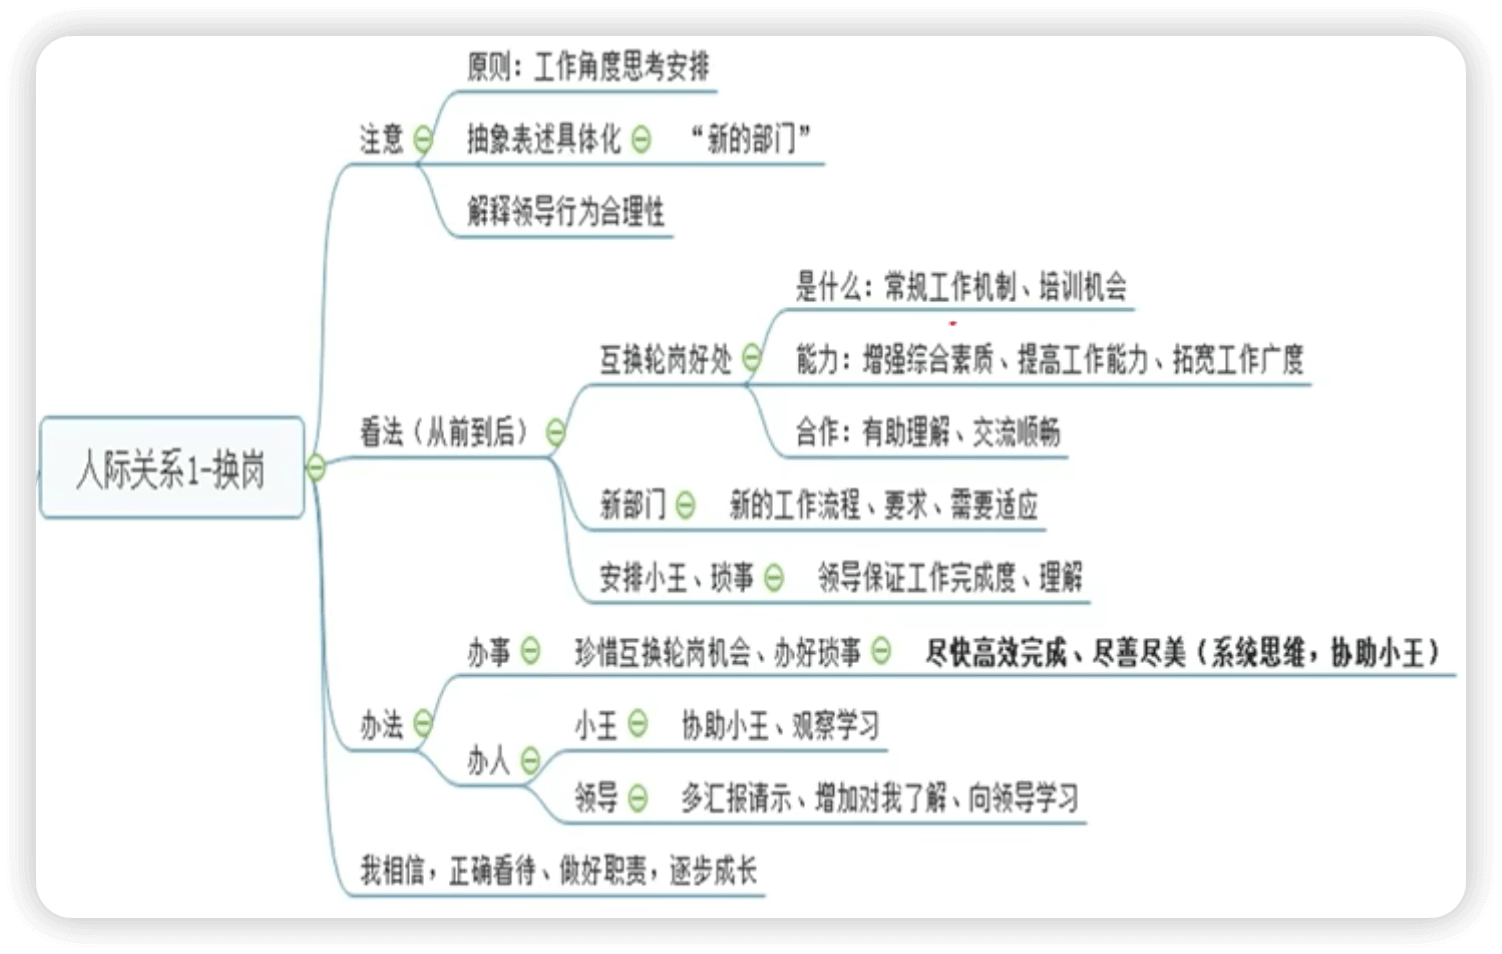 人际关系1-换岗
注意
原则：工作角度思考安排
抽象表述具体化
“新的部门”
解释领导行为合理性
看法（从前到后）
互换轮岗好处
是什么：常规工作机制、培训机会
能力：增强综合素质、提高工作能力、拓宽工作广度
合作：有助理解、交流顺畅
新部门
新的工作流程、要求、需要适应
安排小王、琐事
领导保证工作完成度、理解
办法
办事
珍惜互换轮岗机会、办好琐事
尽快高效完成、尽善尽美（系统思维，协助小王）
办人
小王
协助小王、观察学习
领导
多汇报请示、增加对我了解、向领导学习
我相信，正确看待、做好职责，逐步成长